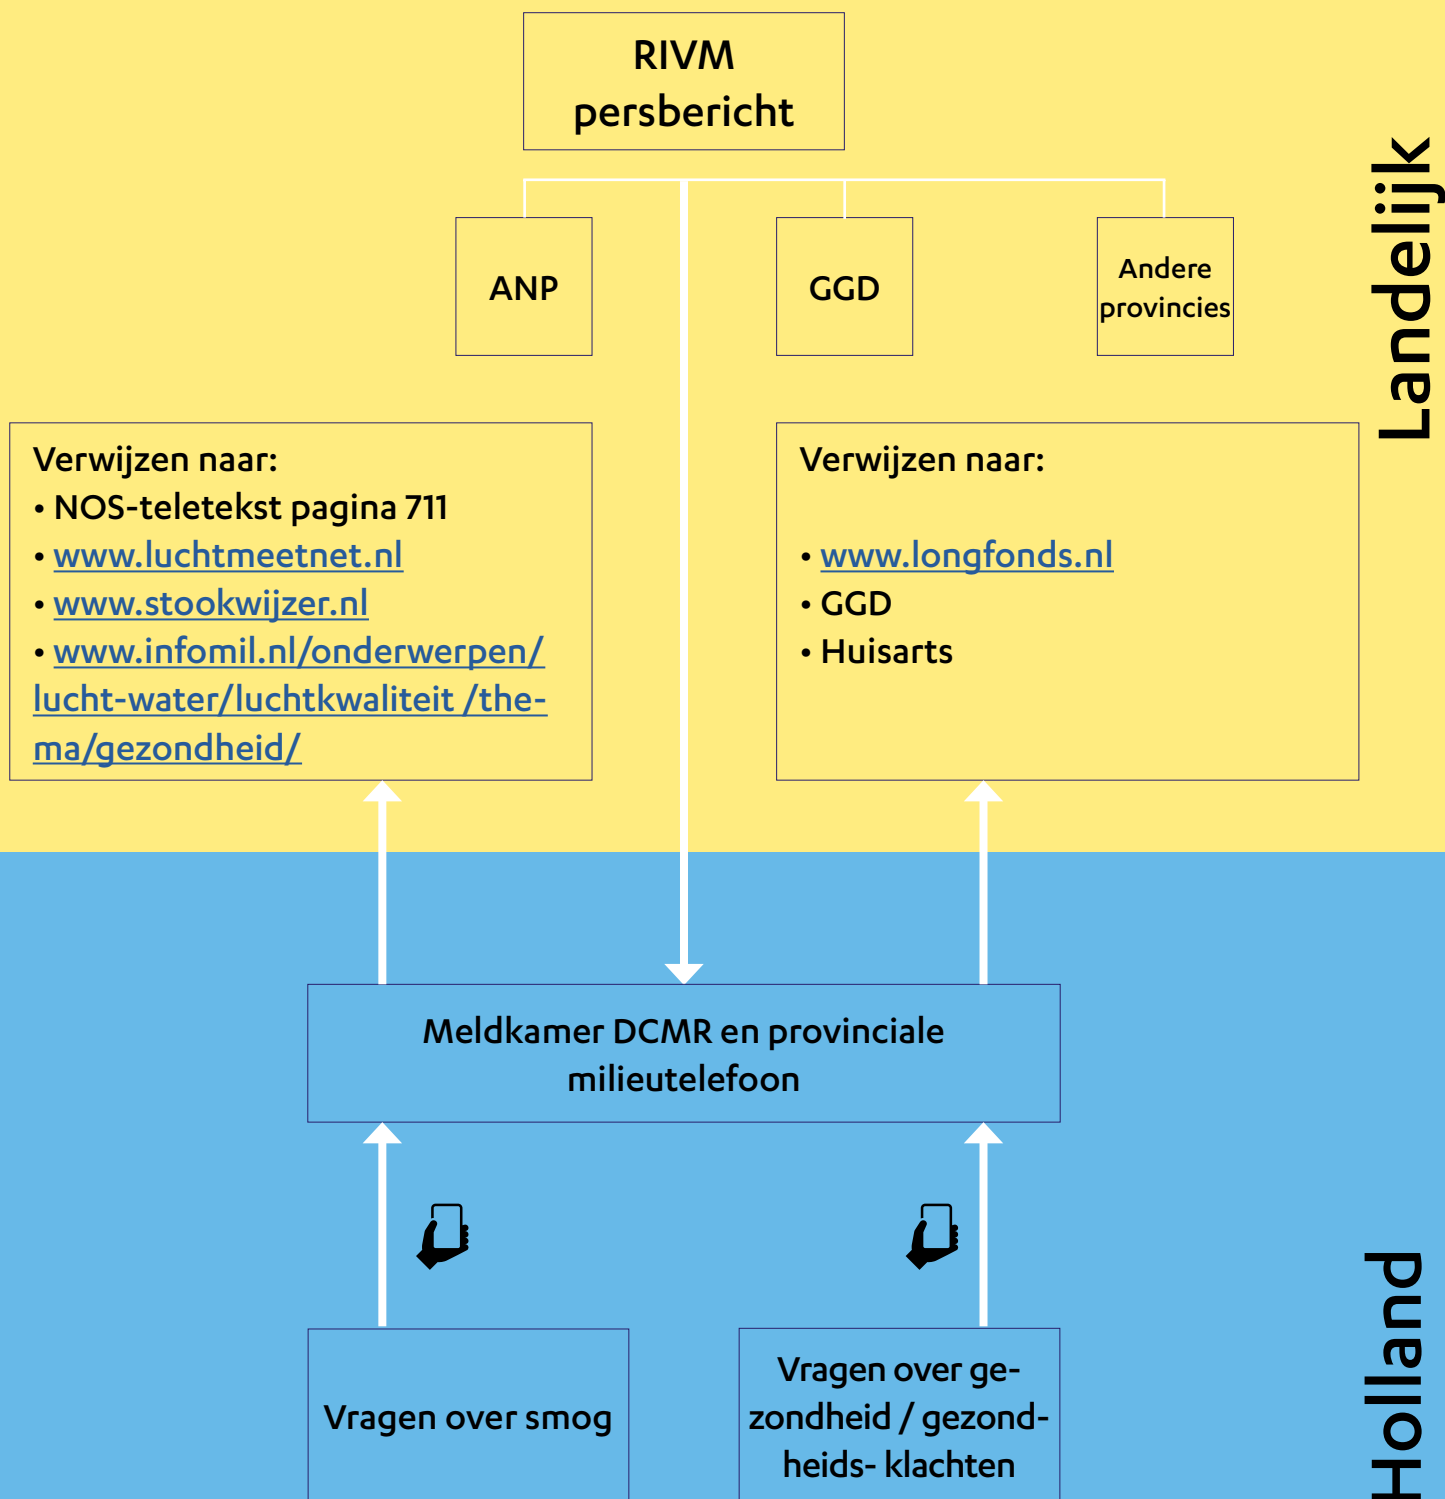 RIVM
persbericht
Landelijk
ANP
GGD
Andere
provincies
Verwijzen naar:
• NOS-teletekst pagina 711
• www.luchtmeetnet.nl
• www.stookwijzer.nl
• www.infomil.nl/onderwerpen/
lucht-water/luchtkwaliteit /the-
ma/gezondheid/
Verwijzen naar:
• www.longfonds.nl
• GGD
• Huisarts
Meldkamer DCMR en provinciale
milieutelefoon
Vragen over smog
Vragen over ge-
zondheid / gezond-
heids- klachten
Holland